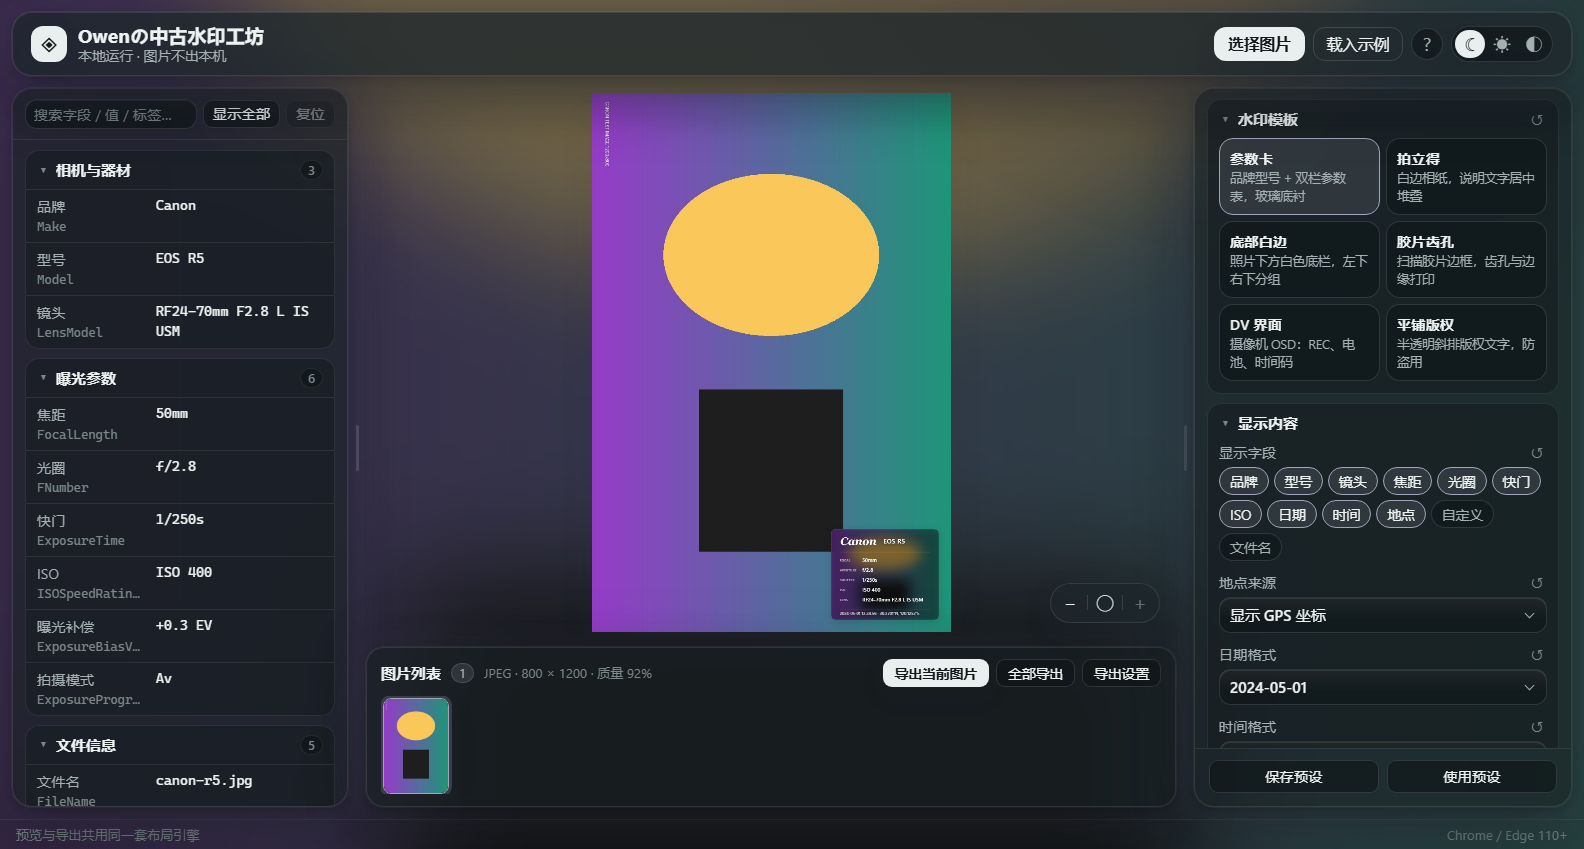 Owenの中古水印工坊
本地运行 · 图片不出本机
选择图片
载入示例
?
搜索字段 / 值 / 标签...
显示全部
复位
相机与器材
3
品牌
Canon
Make
型号
EOS R5
Model
镜头
RF24-70mm F2.8 L IS
USM
LensModel
曝光参数
6
焦距
50mm
FocalLength
光圈
f/2.8
FNumber
快门
1/250s
ExposureTime
ISO
ISO 400
ISOSpeedRatin…
曝光补偿
+0.3 EV
ExposureBiasV…
拍摄模式
Av
ExposureProgr…
文件信息
5
文件名
canon-r5.jpg
FileName
Canon EOS R5
50mm
f/2.8
1/250s
ISO 400
RF24-70mm F2.8 L IS USM
图片列表
1
JPEG · 800 × 1200 · 质量 92%
导出当前图片
全部导出
导出设置
水印模板
参数卡
品牌型号 + 双栏参数
表，玻璃底衬
拍立得
白边相纸，说明文字居中
堆叠
底部白边
照片下方白色底栏，左下
右下分组
胶片齿孔
扫描胶片边框，齿孔与边
缘打印
DV 界面
摄像机 OSD：REC、电
池、时间码
平铺版权
半透明斜排版权文字，防
盗用
显示内容
显示字段
品牌 型号 镜头 焦距 光圈 快门
ISO 日期 时间 地点 自定义
文件名
地点来源
显示 GPS 坐标
日期格式
2024-05-01
时间格式
保存预设
使用预设
预览与导出共用同一套布局引擎
Chrome / Edge 110+